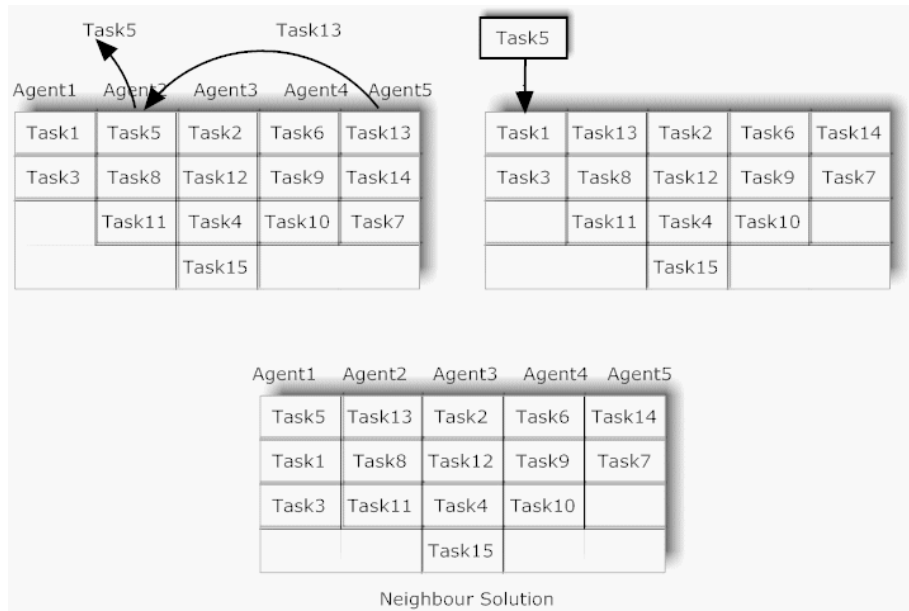 Task5 Task13
Agent1 Agent2 Agent3 Agent4 Agent5
Task1 Task5 Task2 Task6 Task13
Task3 Task8 Task12 Task9 Task14
Task11 Task4 Task10 Task7
Task15
Task5
Task1 Task13 Task2 Task6 Task14
Task3 Task8 Task12 Task9 Task7
Task11 Task4 Task10
Task15
Agent1 Agent2 Agent3 Agent4 Agent5
Task5 Task13 Task2 Task6 Task14
Task1 Task8 Task12 Task9 Task7
Task3 Task11 Task4 Task10
Task15
Neighbour Solution